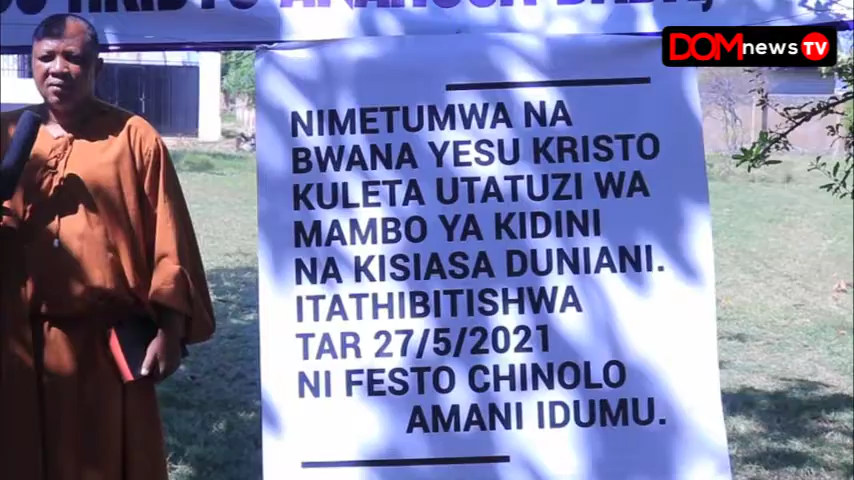 DOMnews TV
NIMETUMWA NA
BWANA YESU KRISTO
KULETA UTATUZI WA
MAMBO YA KIDINI
NA KISIASA DUNIANI.
ITATHIBITISHWA
TAR 27/5/2021
NI FESTO CHINOLO
AMANI IDUMU.